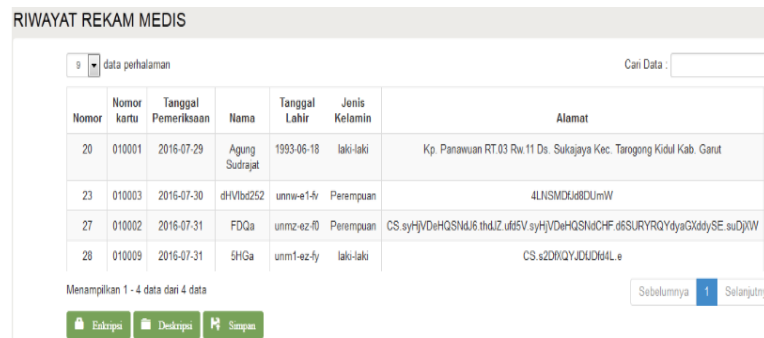 RIWAYAT REKAM MEDIS
9 data perhalaman Cari Data :
Nomor Nomor kartu Tanggal Pemeriksaan Nama Tanggal Lahir Jenis Kelamin Alamat
20 010001 2016-07-29 Agung Sudrajat 1993-06-18 laki-laki Kp. Panawuan RT.03 Rw.11 Ds. Sukajaya Kec. Tarogong Kidul Kab. Garut
23 010003 2016-07-30 dHVIbd252 unnw-e1-fv Perempuan 4LNSMDfJd8DUmW
27 010002 2016-07-31 FDQa unmz-ez-f0 Perempuan CS.syHjVDeHQSNdJ6.thdJZ.ufd5V.syHjVDeHQSNdCHF.d6SURYRQYdyaGXddySE.suDjXW
28 010009 2016-07-31 5HGa unm1-ez-fy laki-laki CS.s2DfXQYJDfJDfd4L.e
Menampilkan 1 - 4 data dari 4 data Sebelumnya 1 Selanjutny
Enkripsi Deskripsi Simpan